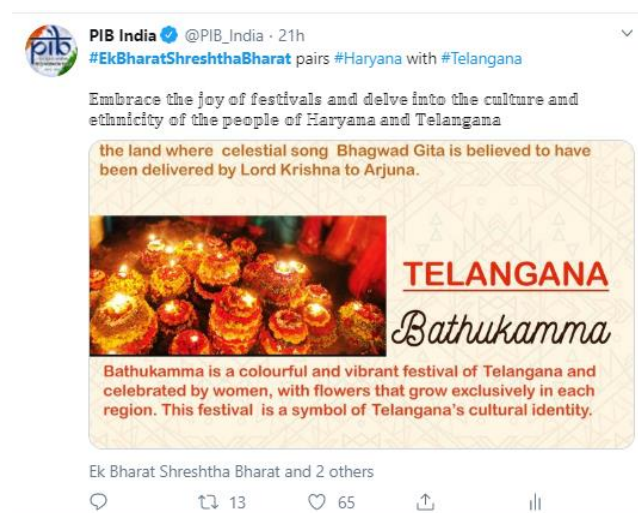 pib
PIB India @PIB_India · 21h
#EkBharatShreshthaBharat pairs #Haryana with #Telangana
Embrace the joy of festivals and delve into the culture and
ethnicity of the people of Haryana and Telangana
the land where celestial song Bhagwad Gita is believed to have
been delivered by Lord Krishna to Arjuna.
TELANGANA
Bathukamma
Bathukamma is a colourful and vibrant festival of Telangana and
celebrated by women, with flowers that grow exclusively in each
region. This festival is a symbol of Telangana's cultural identity.
Ek Bharat Shreshtha Bharat and 2 others
13 65